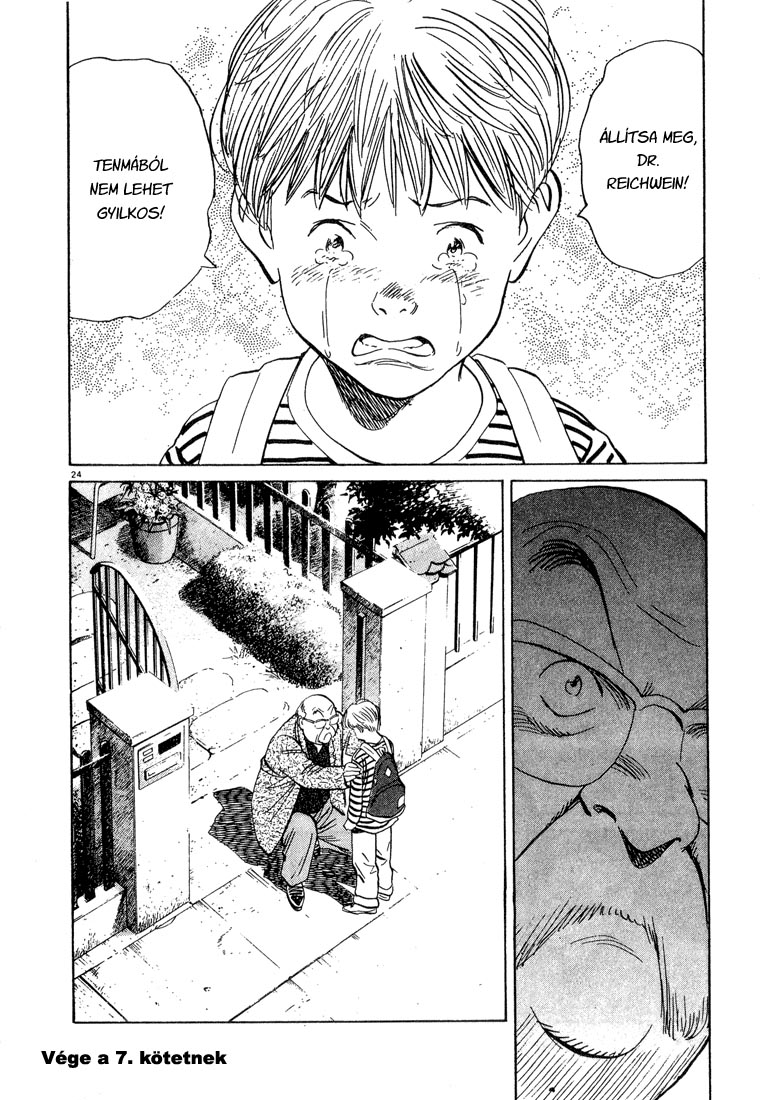 ÁLLÍTSA MEG,
DR.
REICHWEIN!
TENMÁBÓL
NEM LEHET
GYILKOS!
24
Vége a 7. kötetnek